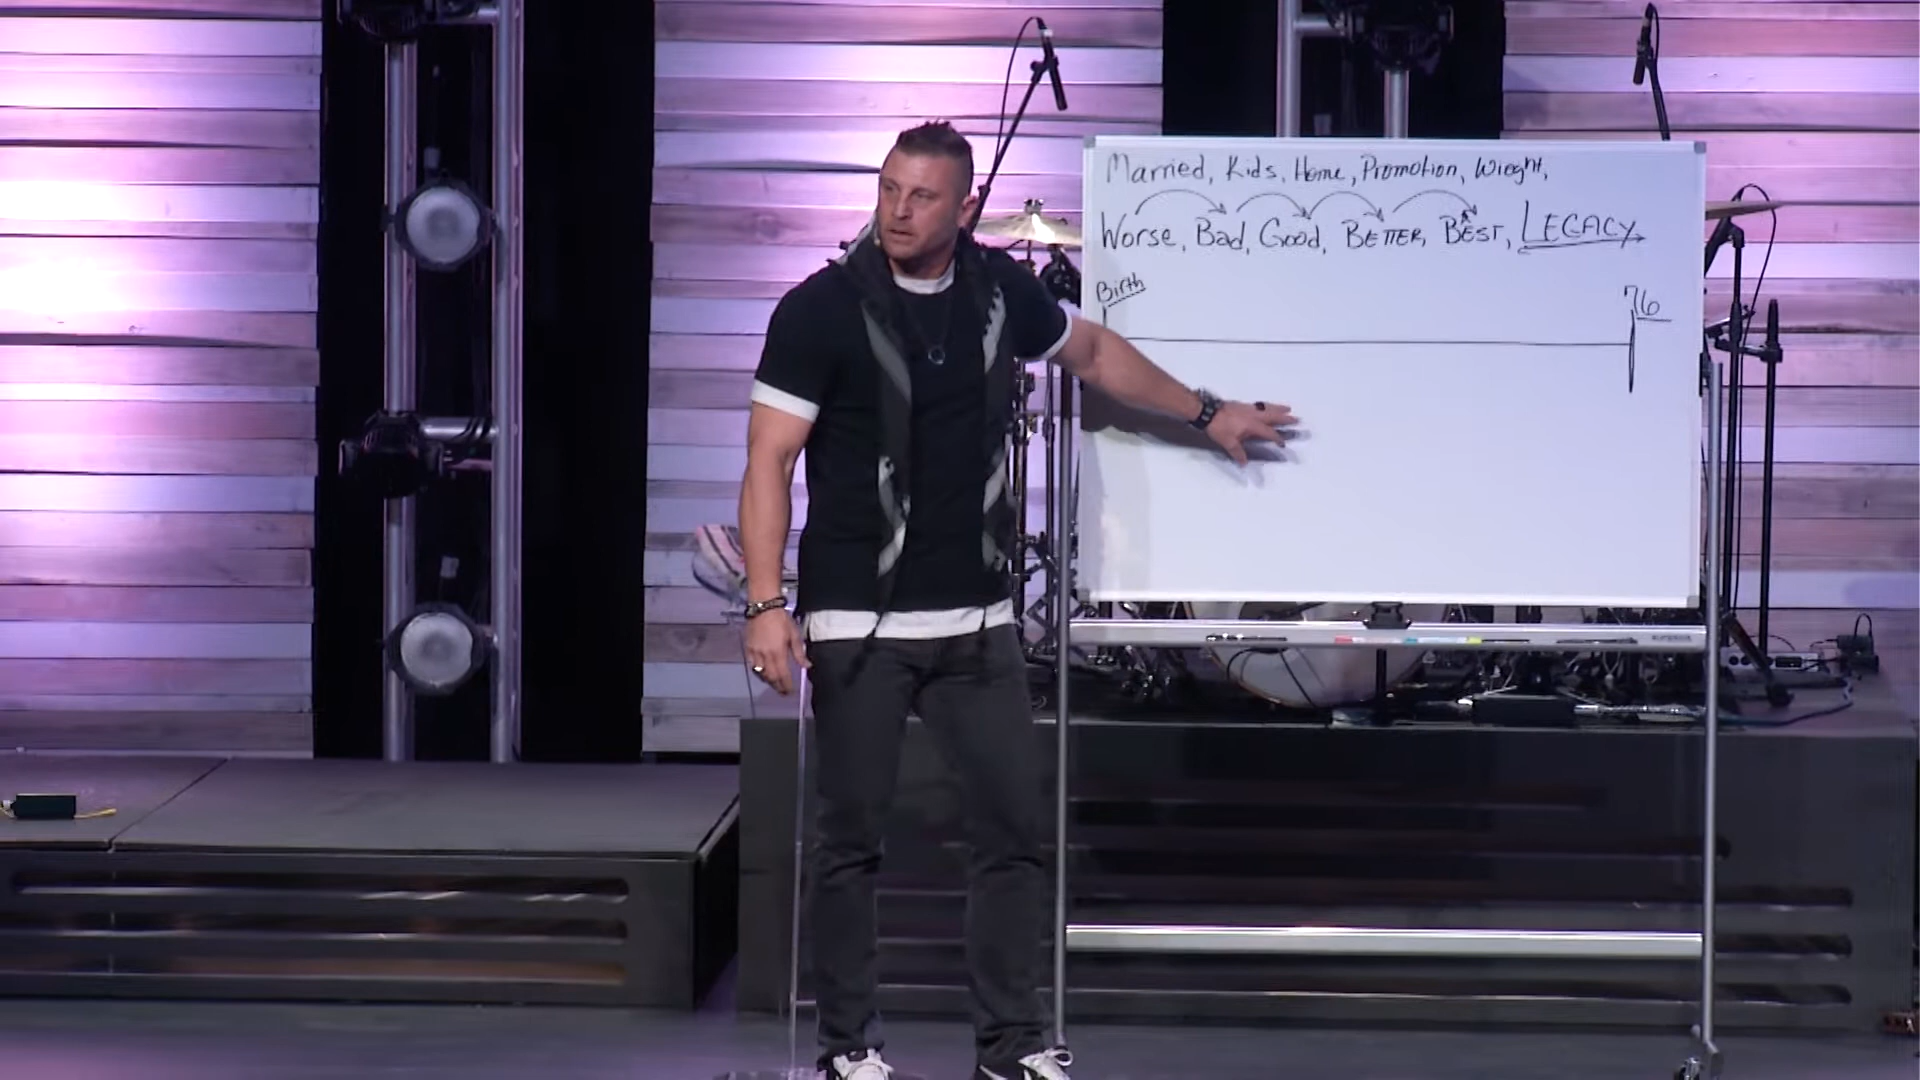 Married, Kids, Home, Promotion, Wieght,
Worse, Bad, Good, BETTER, BEST, LEGACY
Birth
76